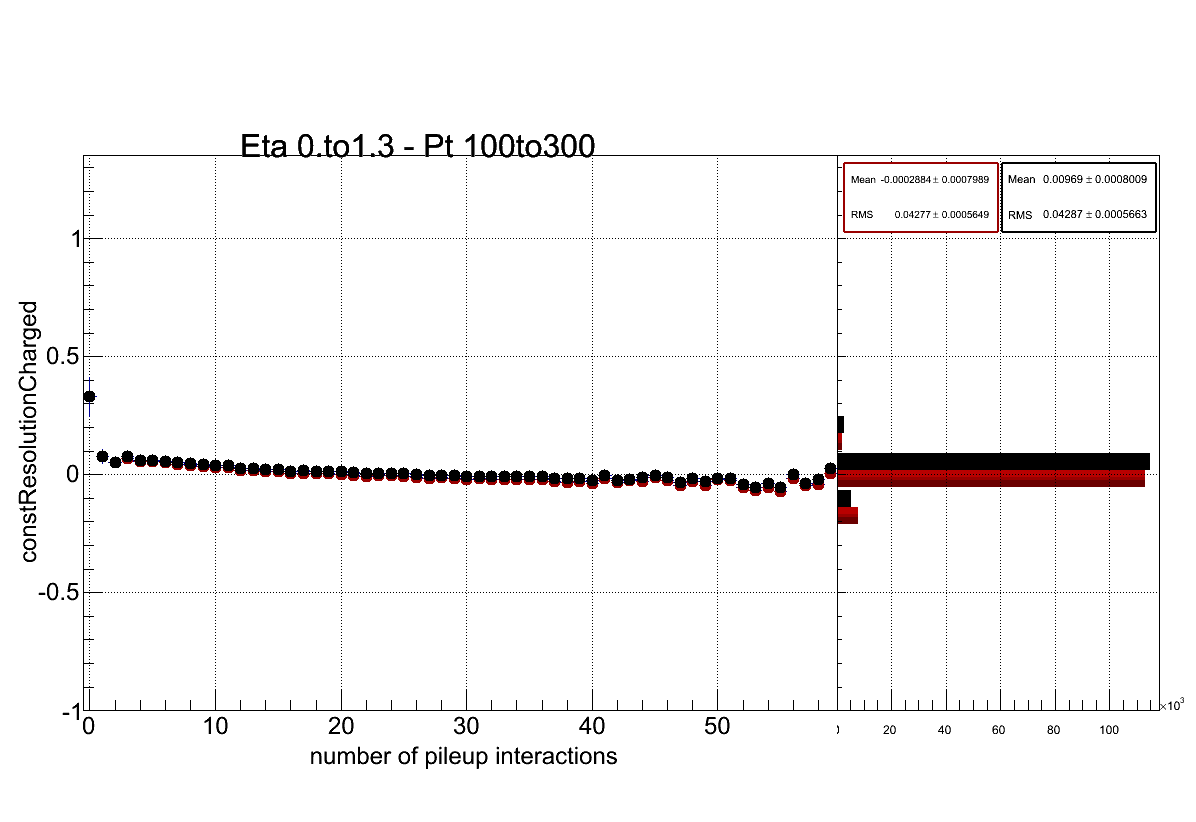 Eta 0.to1.3 - Pt 100to300
Mean -0.0002884 ± 0.0007989
RMS 0.04277 ± 0.0005649
Mean 0.00969 ± 0.0008009
RMS 0.04287 ± 0.0005663
constResolutionCharged
1
0.5
0
-0.5
-1
0 10 20 30 40 50
number of pileup interactions
20 40 60 80 100
×10³